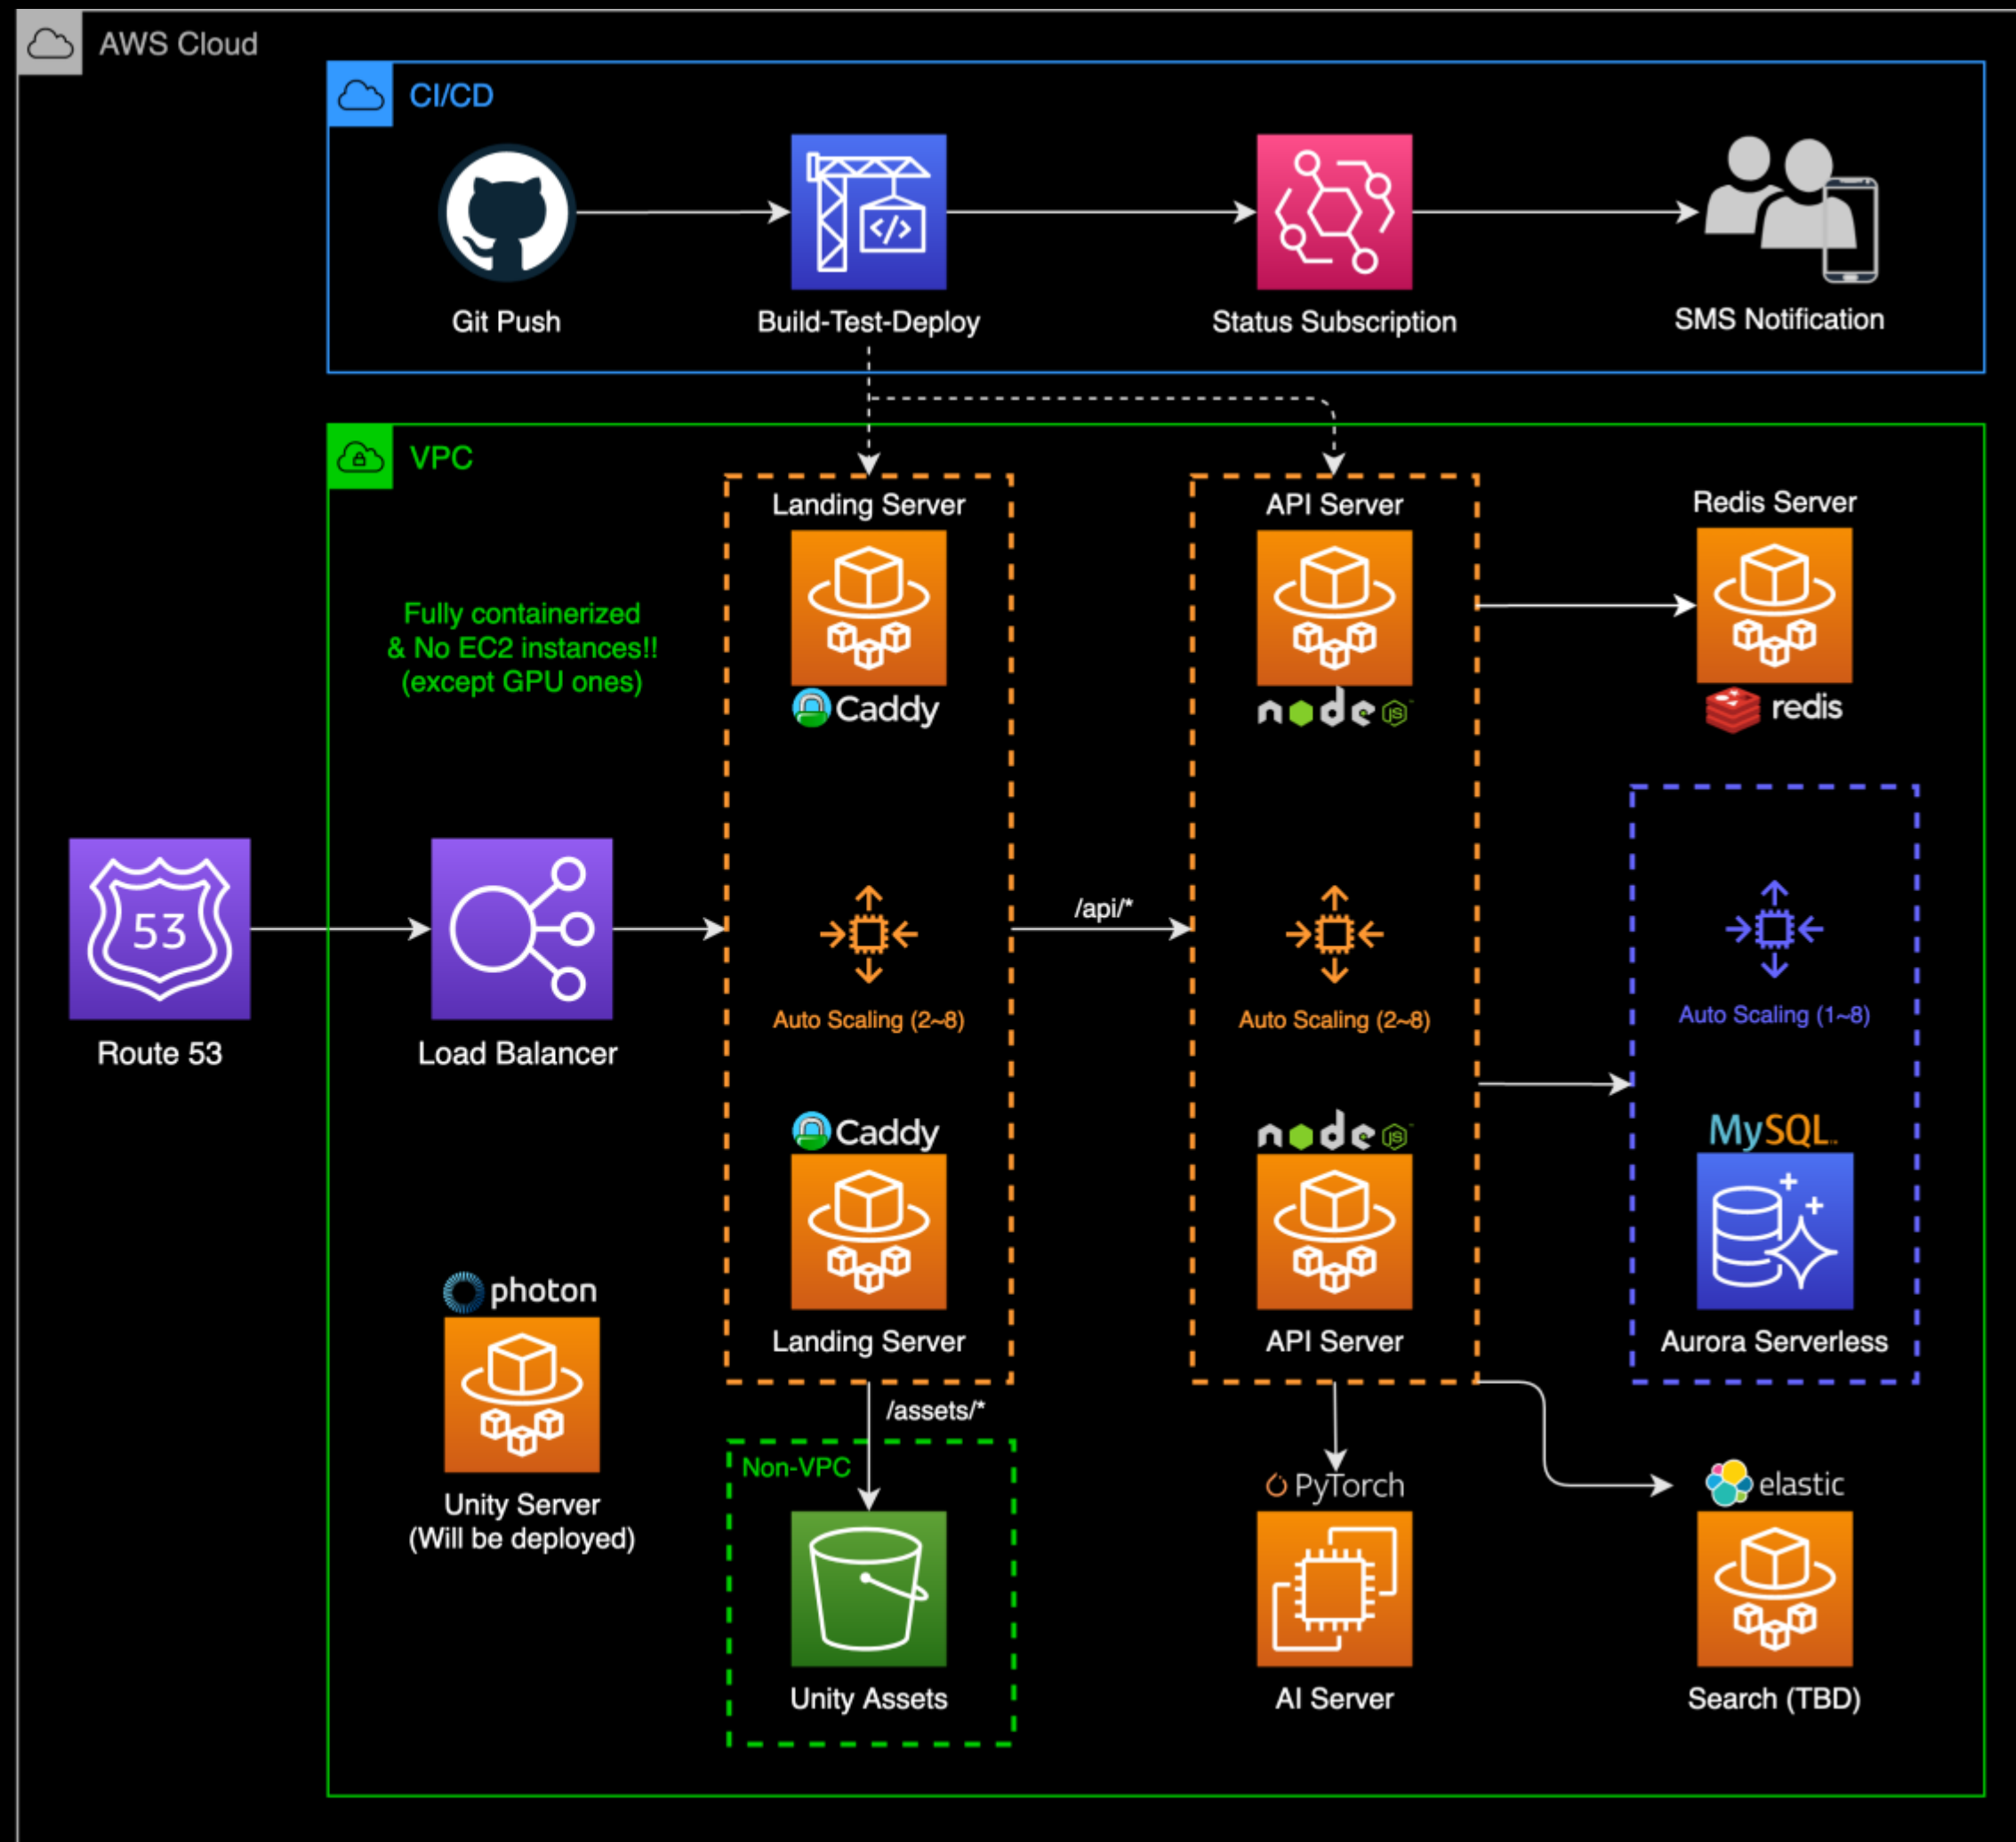 AWS Cloud
CI/CD
Git Push
Build-Test-Deploy
Status Subscription
SMS Notification
VPC
Fully containerized
& No EC2 instances!!
(except GPU ones)
Landing Server
Caddy
API Server
node JS
Redis Server
redis
53
Route 53
Load Balancer
Auto Scaling (2~8)
/api/*
Auto Scaling (2~8)
Auto Scaling (1~8)
Caddy
Landing Server
node JS
API Server
MySQL
Aurora Serverless
photon
Unity Server
(Will be deployed)
/assets/*
Non-VPC
Unity Assets
PyTorch
AI Server
elastic
Search (TBD)